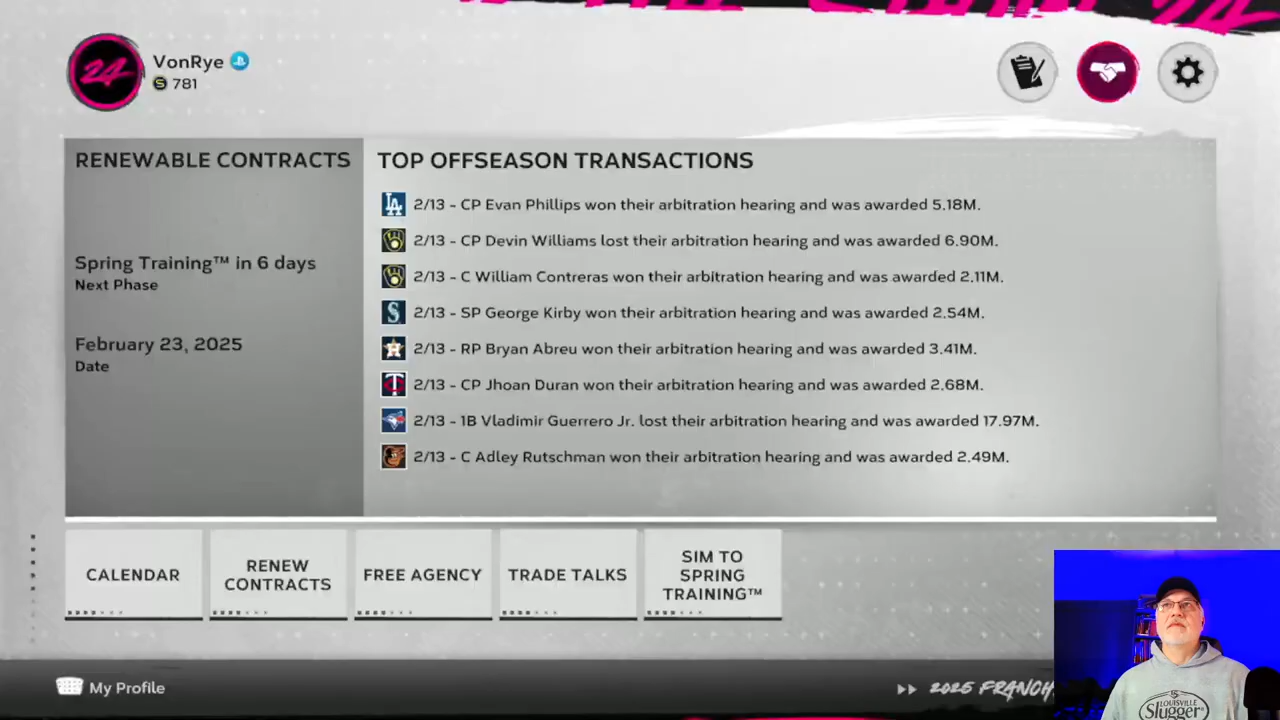 24
VonRye
S 781
RENEWABLE CONTRACTS
Spring Training™ in 6 days
Next Phase
February 23, 2025
Date
TOP OFFSEASON TRANSACTIONS
LA 2/13 - CP Evan Phillips won their arbitration hearing and was awarded 5.18M.
2/13 - CP Devin Williams lost their arbitration hearing and was awarded 6.90M.
2/13 - C William Contreras won their arbitration hearing and was awarded 2.11M.
S 2/13 - SP George Kirby won their arbitration hearing and was awarded 2.54M.
2/13 - RP Bryan Abreu won their arbitration hearing and was awarded 3.41M.
TC 2/13 - CP Jhoan Duran won their arbitration hearing and was awarded 2.68M.
2/13 - 1B Vladimir Guerrero Jr. lost their arbitration hearing and was awarded 17.97M.
2/13 - C Adley Rutschman won their arbitration hearing and was awarded 2.49M.
CALENDAR
RENEW
CONTRACTS
FREE AGENCY
TRADE TALKS
SIM TO
SPRING
TRAINING™
My Profile
2025 FRANCH
LOUISVILLE
Slugger